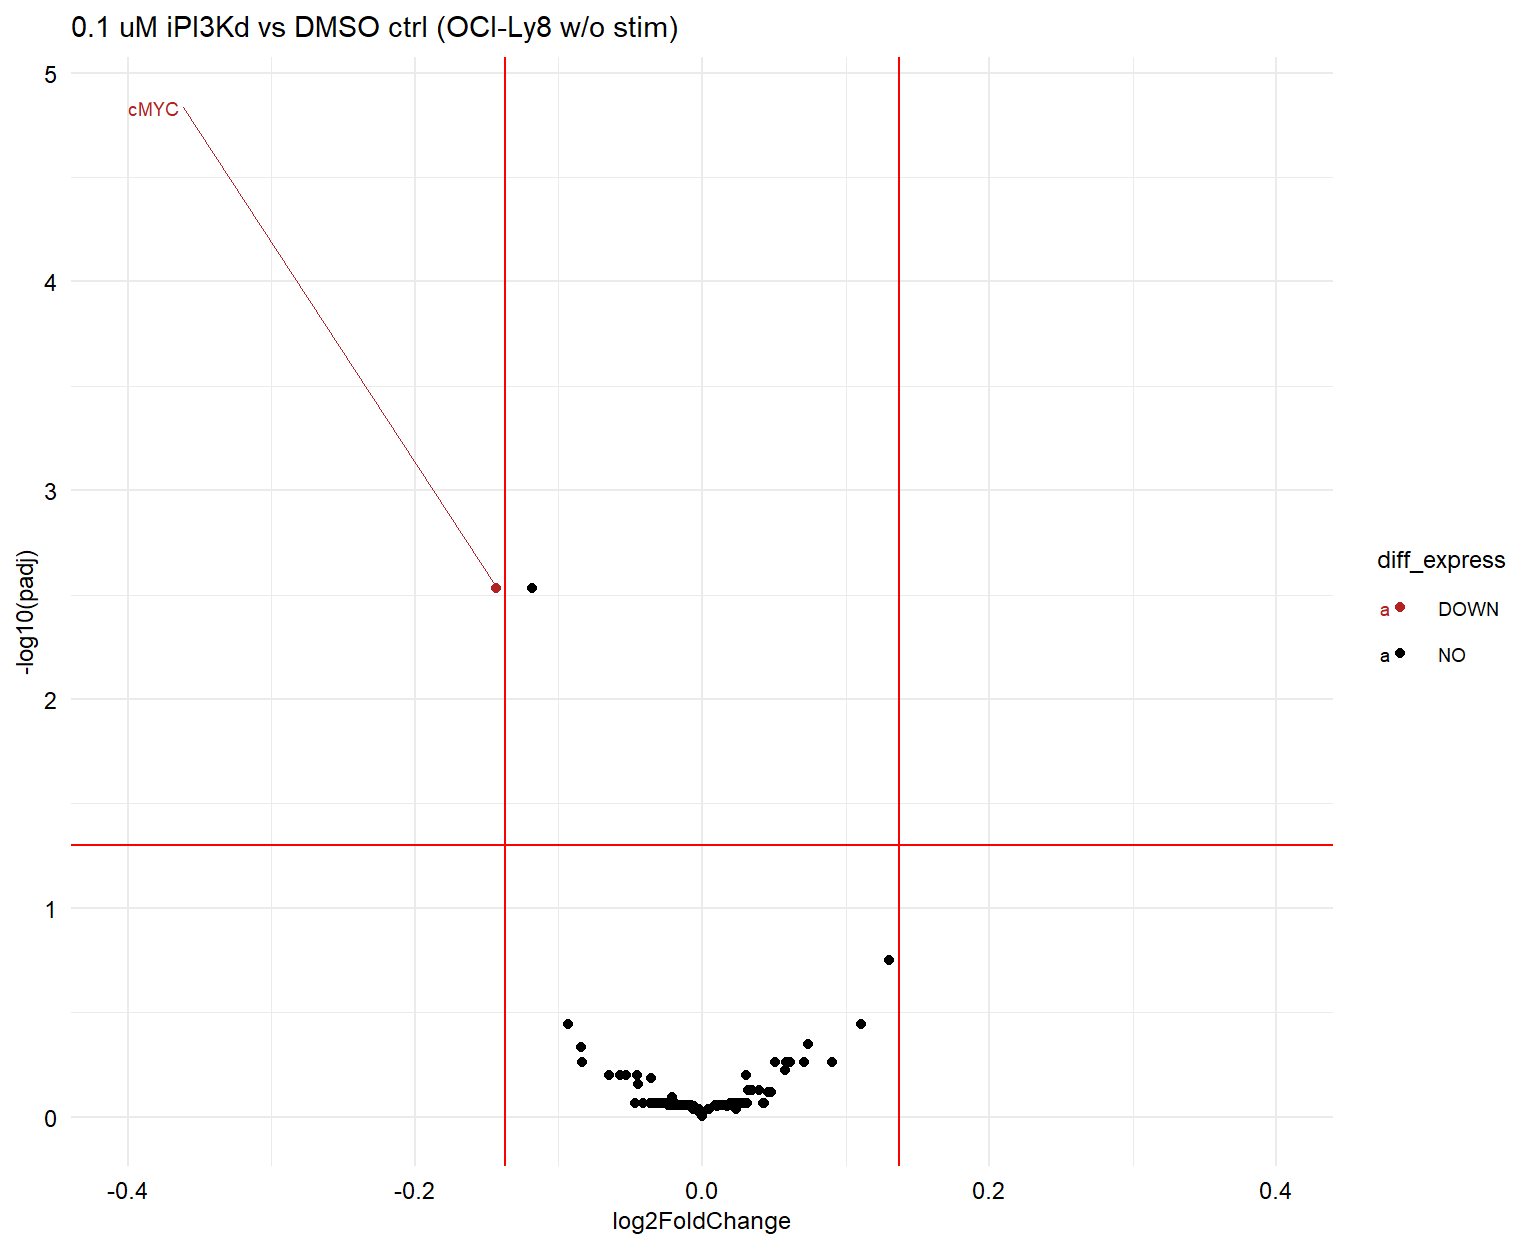 0.1 uM iPI3Kd vs DMSO ctrl (OCI-Ly8 w/o stim)
5
cMYC
4
3
2
1
0
-log10(padj)
-0.4
-0.2
0.0
0.2
0.4
log2FoldChange
diff_express
a DOWN
a NO